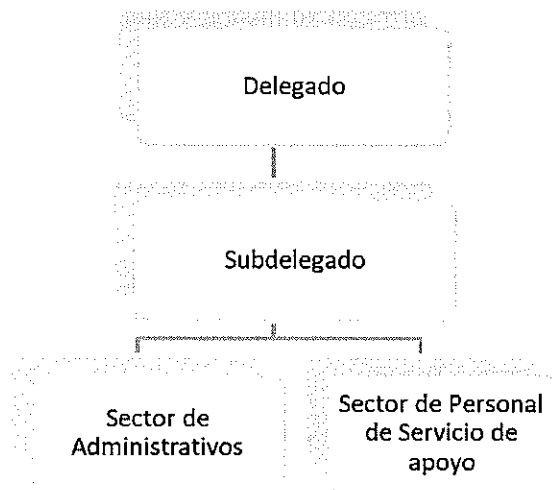 Delegado
Subdelegado
Sector de
Administrativos
Sector de Personal
de Servicio de
apoyo